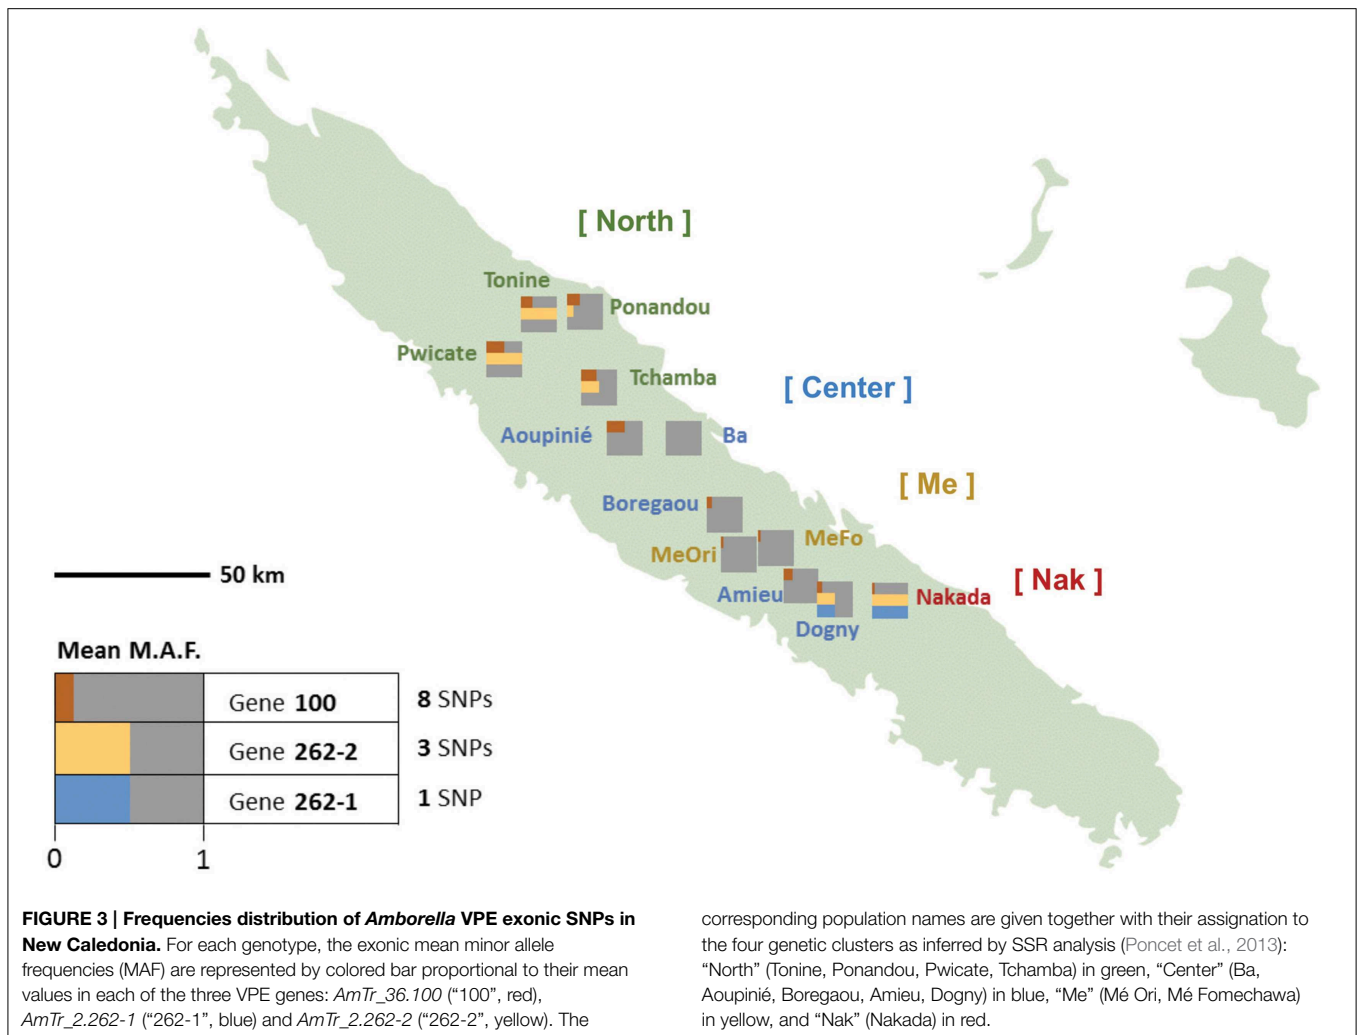 [ North ]
Tonine
Ponandou
Pwicate
Tchamba
[ Center ]
Aoupinié
Ba
[ Me ]
Boregaou
MeFo
MeOri
[ Nak ]
Amieu
Nakada
Dogny
50 km
Mean M.A.F.
Gene 100
8 SNPs
Gene 262-2
3 SNPs
Gene 262-1
1 SNP
0
1
FIGURE 3 | Frequencies distribution of Amborella VPE exonic SNPs in
New Caledonia. For each genotype, the exonic mean minor allele
frequencies (MAF) are represented by colored bar proportional to their mean
values in each of the three VPE genes: AmTr_36.100 (“100”, red),
AmTr_2.262-1 (“262-1”, blue) and AmTr_2.262-2 (“262-2”, yellow). The
corresponding population names are given together with their assignation to
the four genetic clusters as inferred by SSR analysis (Poncet et al., 2013):
“North” (Tonine, Ponandou, Pwicate, Tchamba) in green, “Center” (Ba,
Aoupinié, Boregaou, Amieu, Dogny) in blue, “Me” (Mé Ori, Mé Fomechawa)
in yellow, and “Nak” (Nakada) in red.